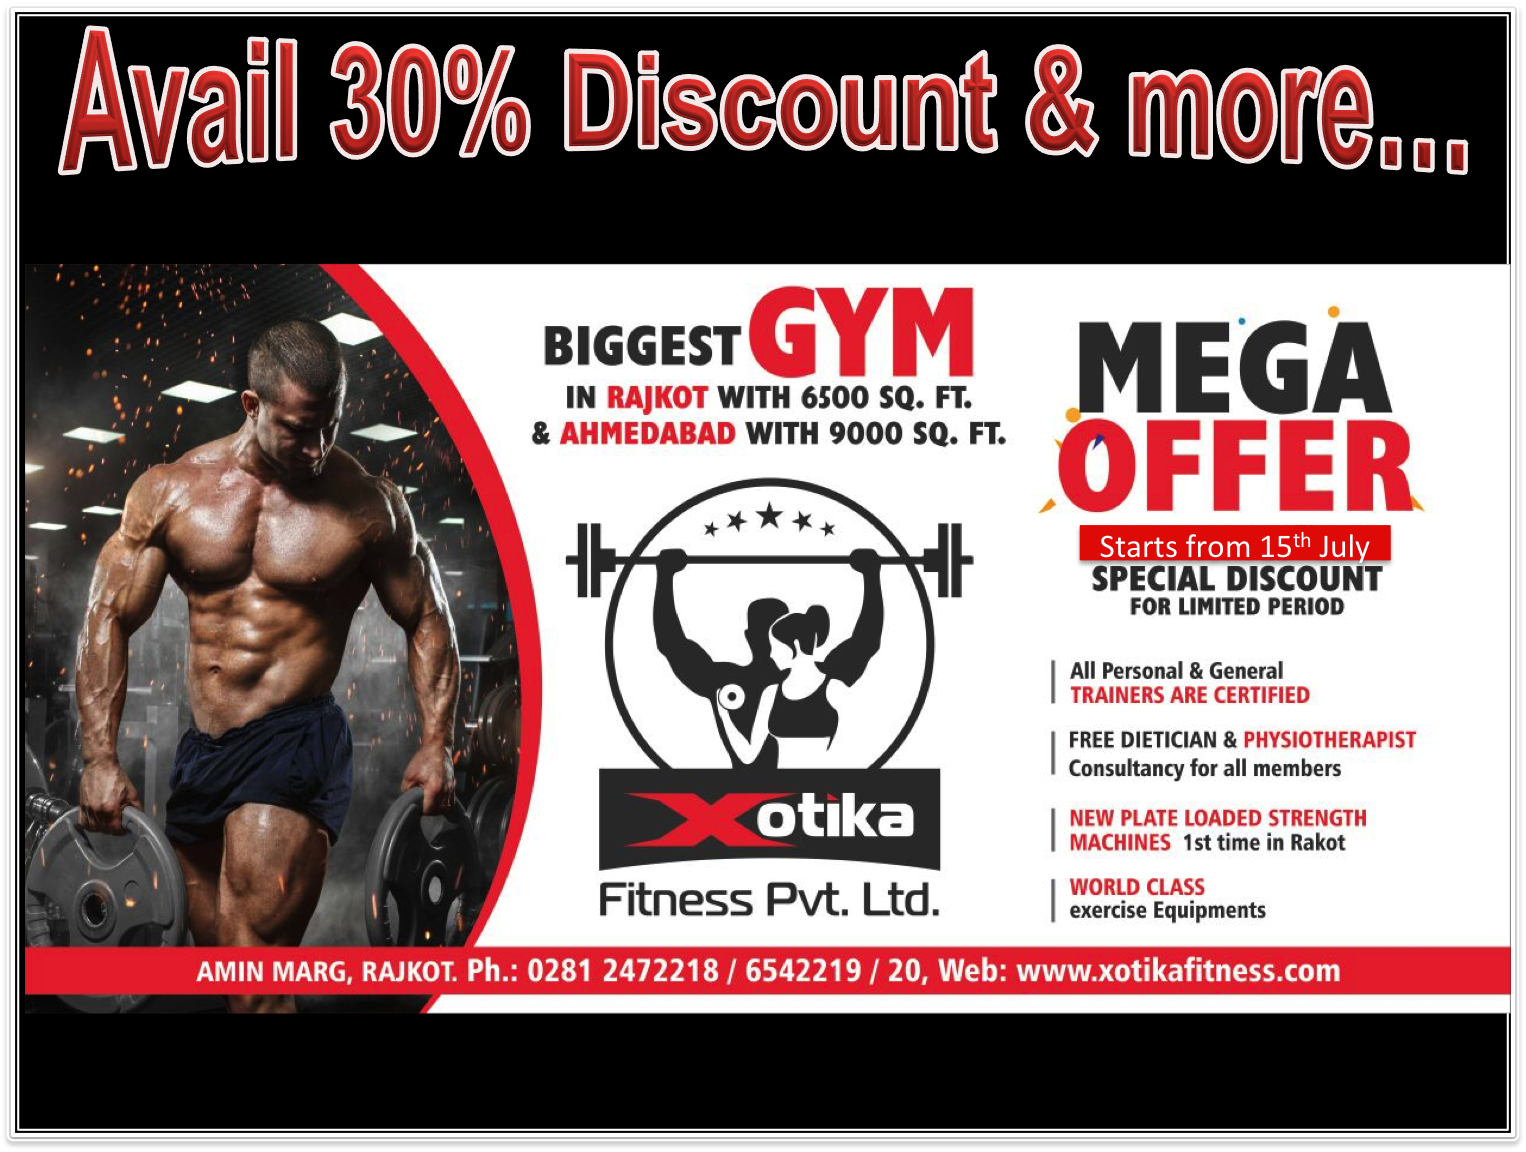 Avail 30% Discount & more...
BIGGEST GYM
IN RAJKOT WITH 6500 SQ. FT.
& AHMEDABAD WITH 9000 SQ. FT.
Xotika
Fitness Pvt. Ltd.
MEGA
OFFER
Starts from 15th July
SPECIAL DISCOUNT
FOR LIMITED PERIOD
All Personal & General
TRAINERS ARE CERTIFIED
FREE DIETICIAN & PHYSIOTHERAPIST
Consultancy for all members
NEW PLATE LOADED STRENGTH
MACHINES 1st time in Rakot
WORLD CLASS
exercise Equipments
AMIN MARG, RAJKOT. Ph.: 0281 2472218 / 6542219 / 20, Web: www.xotikafitness.com